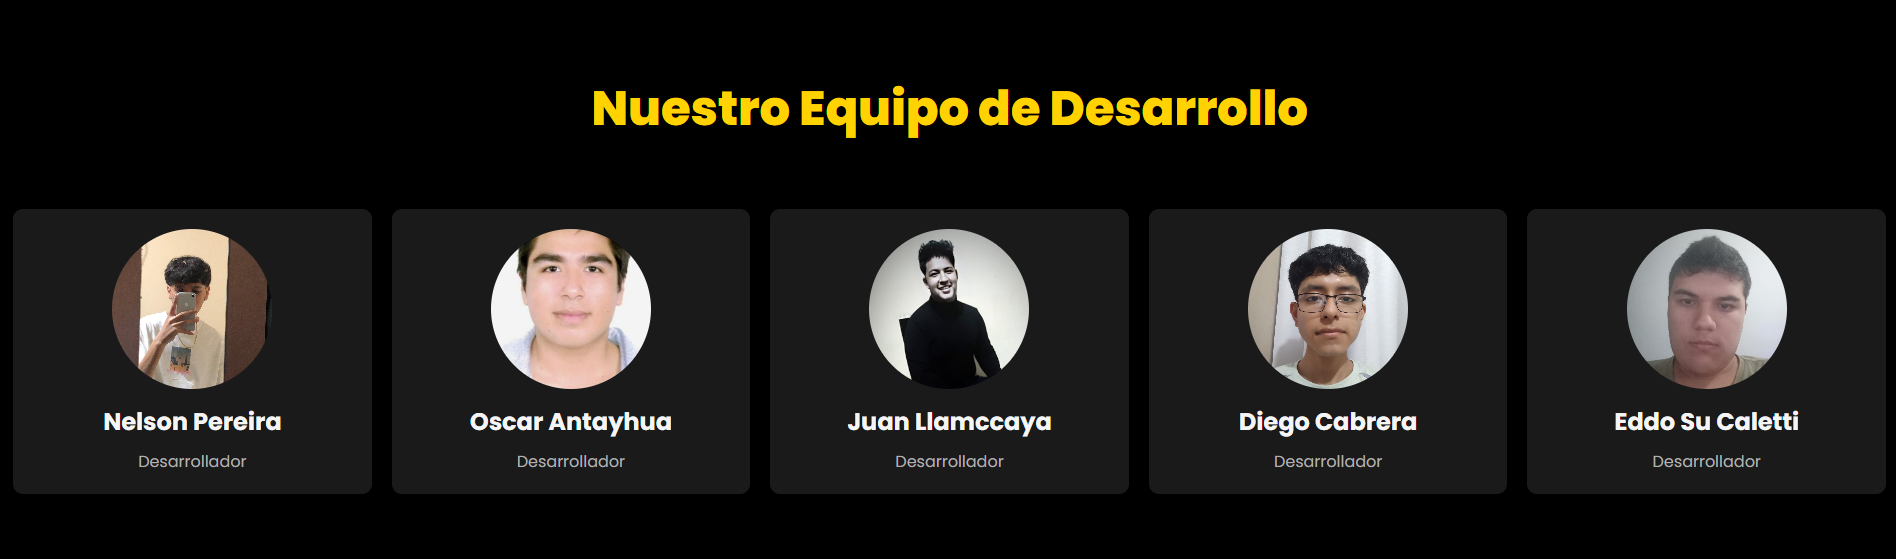 Nuestro Equipo de Desarrollo
Nelson Pereira
Desarrollador
Oscar Antayhua
Desarrollador
Juan Llamccaya
Desarrollador
Diego Cabrera
Desarrollador
Eddo Su Caletti
Desarrollador